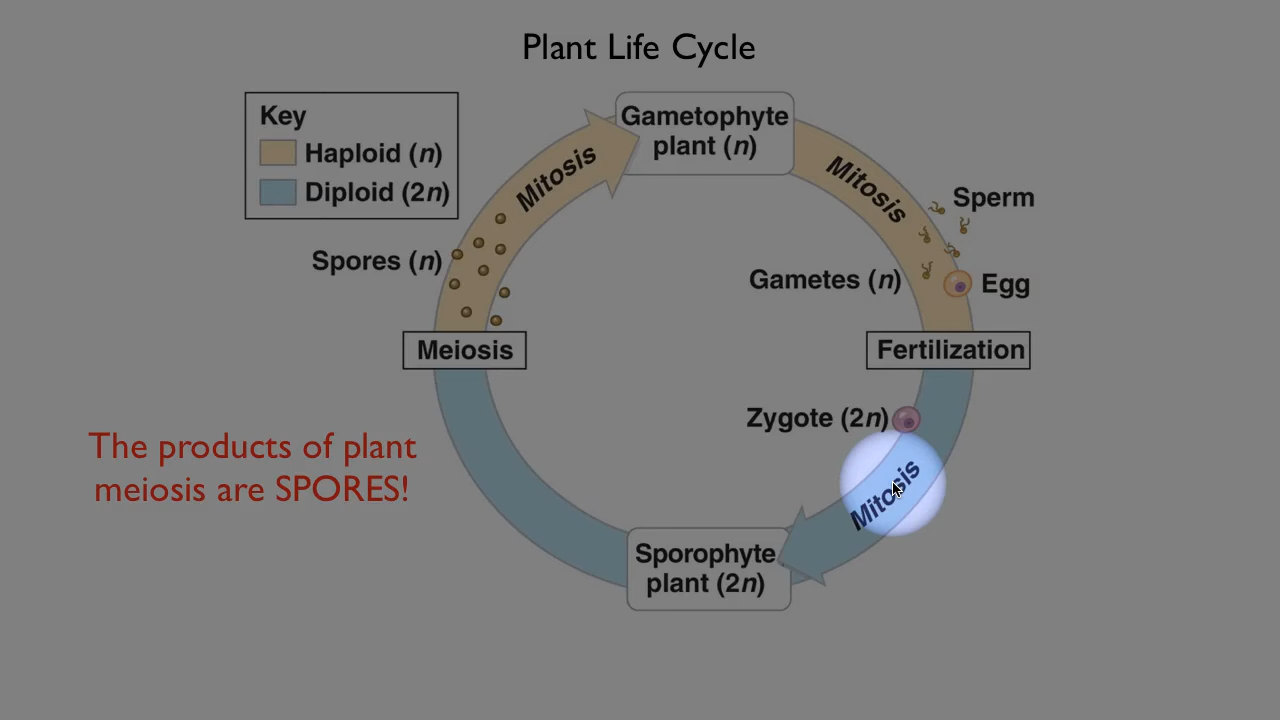 Plant Life Cycle
Key
Haploid (n)
Diploid (2n)
Gametophyte
plant (n)
Mitosis
Mitosis
Sperm
Spores (n)
Gametes (n)
Egg
Meiosis
Fertilization
Zygote (2n)
The products of plant
meiosis are SPORES!
Mitosis
Sporophyte
plant (2n)